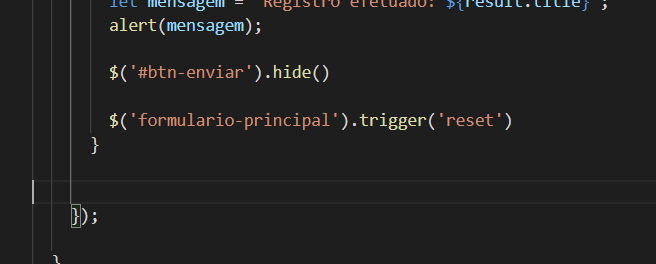 let mensagem = `Registro efetuado: ${result.title}`;
alert(mensagem);
$('#btn-enviar').hide()
$('formulario-principal').trigger('reset')
}
});
}